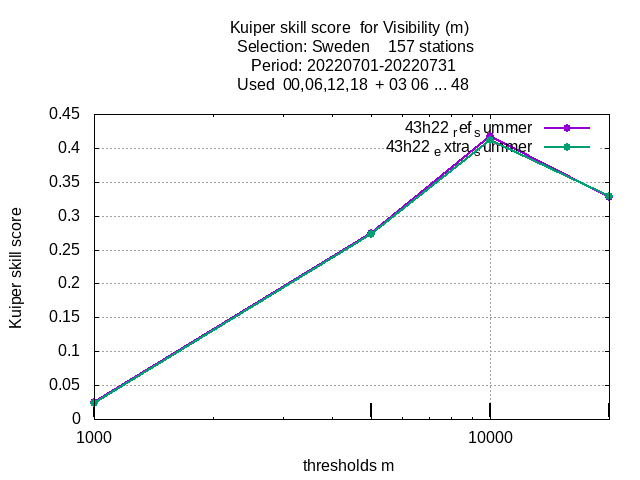 Kuiper skill score  for Visibility (m)
Selection: Sweden    157 stations
Period: 20220701-20220731
Used  00,06,12,18  + 03 06 ... 48
0.45
0.4
0.35
0.3
0.25
0.2
0.15
0.1
0.05
0
1000
10000
43h22 ref summer
43h22 extra summer
Kuiper skill score
thresholds m